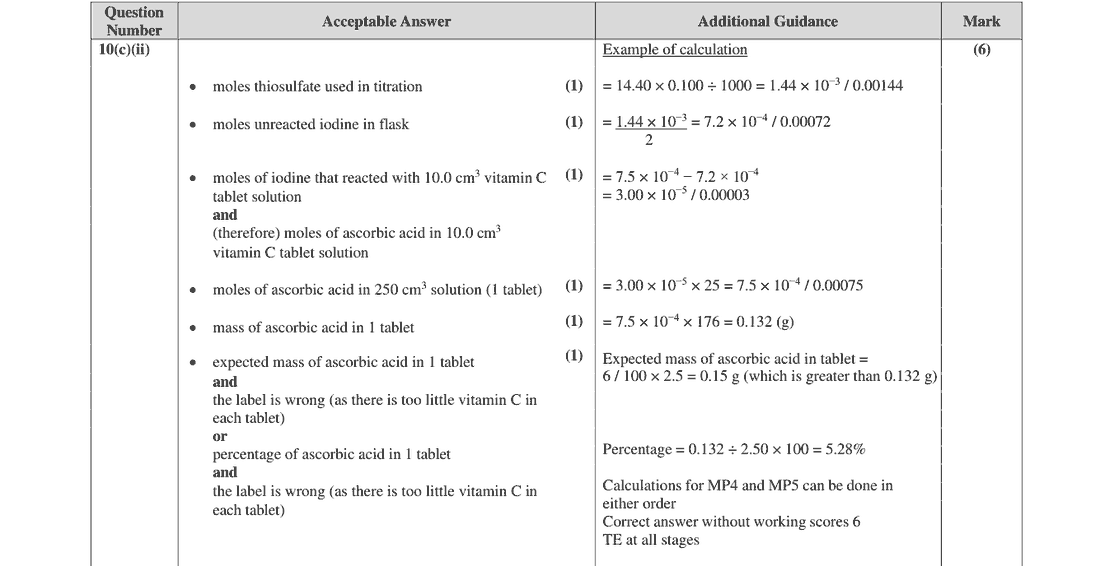 Question Number Acceptable Answer Additional Guidance Mark
10(c)(ii) Example of calculation (6)
• moles thiosulfate used in titration (1) = 14.40 × 0.100 ÷ 1000 = 1.44 × 10⁻³ / 0.00144
• moles unreacted iodine in flask (1) = 1.44 × 10⁻³ = 7.2 × 10⁻⁴ / 0.00072
2
• moles of iodine that reacted with 10.0 cm³ vitamin C (1) = 7.5 × 10⁻⁴ – 7.2 × 10⁻⁴
tablet solution = 3.00 × 10⁻⁵ / 0.00003
and
(therefore) moles of ascorbic acid in 10.0 cm³
vitamin C tablet solution
• moles of ascorbic acid in 250 cm³ solution (1 tablet) (1) = 3.00 × 10⁻⁵ × 25 = 7.5 × 10⁻⁴ / 0.00075
• mass of ascorbic acid in 1 tablet (1) = 7.5 × 10⁻⁴ × 176 = 0.132 (g)
• expected mass of ascorbic acid in 1 tablet (1) Expected mass of ascorbic acid in tablet =
and 6 / 100 × 2.5 = 0.15 g (which is greater than 0.132 g)
the label is wrong (as there is too little vitamin C in
each tablet)
or
percentage of ascorbic acid in 1 tablet Percentage = 0.132 ÷ 2.50 × 100 = 5.28%
and
the label is wrong (as there is too little vitamin C in Calculations for MP4 and MP5 can be done in
each tablet) either order
Correct answer without working scores 6
TE at all stages